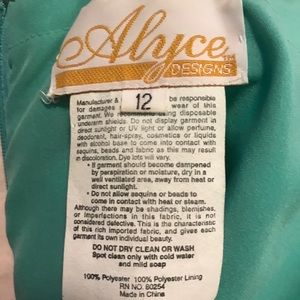 Alyce
DESIGNS
12
Manufacturer & be responsible
for damages wear of this
garment. We recommend using disposable
underarm shields. Do not display garment in
direct sunlight or UV light or allow perfume,
deodorant, hair-spray, cosmetics or liquids
with alcohol base to come into contact with
sequins, beads and fabric as this may result
in discoloration. Dye lots will vary.
• If garment should become dampened
by perspiration or moisture, dry in a
well ventilated area, away from heat or
direct sunlight.
• Do not allow sequins or beads to
come in contact with heat or steam.
Although there may be shadings, blemishes,
or imperfections in this fabric, it is not
considered defective. This is the characteristic
of this rich imported fabric, and gives each
garment its own individual beauty.
DO NOT DRY CLEAN OR WASH
Spot clean only with cold water
and mild soap
100% Polyester 100% Polyester Lining
RN NO. 80254
Made in China